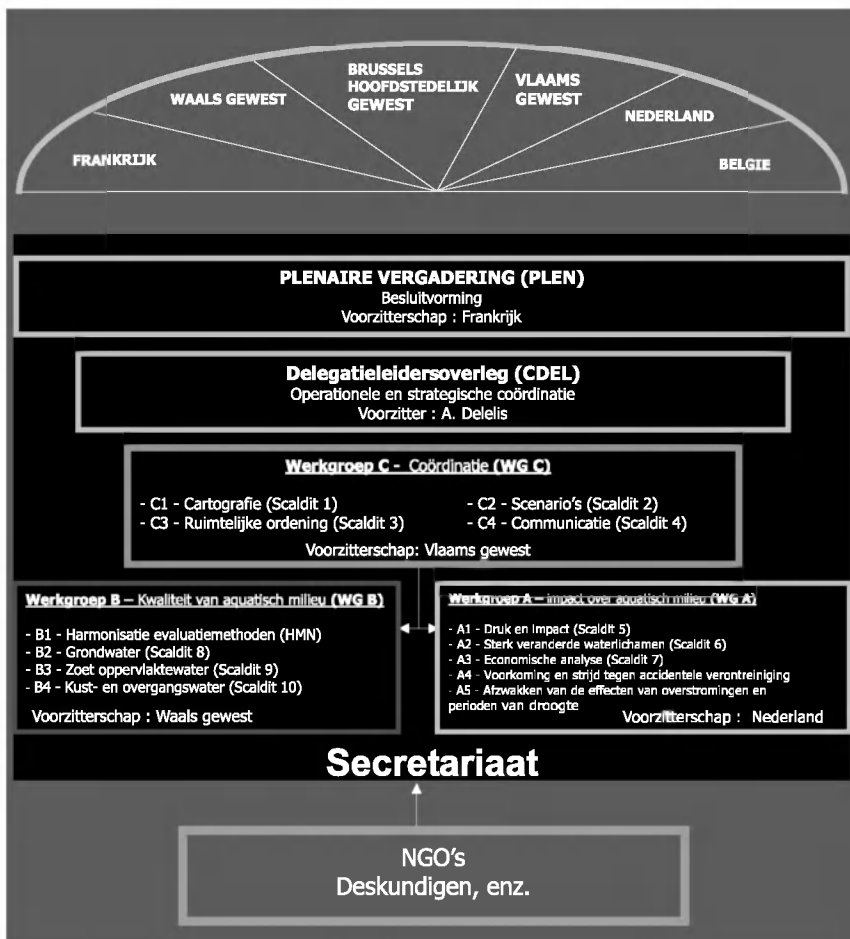 FRANKRIJK
WAALS GEWEST
BRUSSELS
HOOFDSTEDELIJK
GEWEST
VLAAMS
GEWEST
NEDERLAND
BELGIE
PLENAIRE VERGADERING (PLEN)
Besluitvorming
Voorzitterschap : Frankrijk
Delegatieleidersoverleg (CDEL)
Operationele en strategische coördinatie
Voorzitter : A. Delelis
Werkgroep C - Coördinatie (WG C)
- C1 - Cartografie (Scaldit 1)
- C2 - Scenario's (Scaldit 2)
- C3 - Ruimtelijke ordening (Scaldit 3)
- C4 - Communicatie (Scaldit 4)
Voorzitterschap: Vlaams gewest
Werkgroep B – Kwaliteit van aquatisch milieu (WG B)
- B1 - Harmonisatie evaluatiemethoden (HMN)
- B2 - Grondwater (Scaldit 8)
- B3 - Zoet oppervlaktewater (Scaldit 9)
- B4 - Kust- en overgangswater (Scaldit 10)
Voorzitterschap : Waals gewest
Werkgroep A – impact over aquatisch milieu (WG A)
- A1 - Druk en Impact (Scaldit 5)
- A2 - Sterk veranderde waterlichamen (Scaldit 6)
- A3 - Economische analyse (Scaldit 7)
- A4 - Voorkoming en strijd tegen accidentele verontreiniging
- A5 - Afzwakken van de effecten van overstromingen en
perioden van droogte
Voorzitterschap : Nederland
Secretariaat
NGO's
Deskundigen, enz.